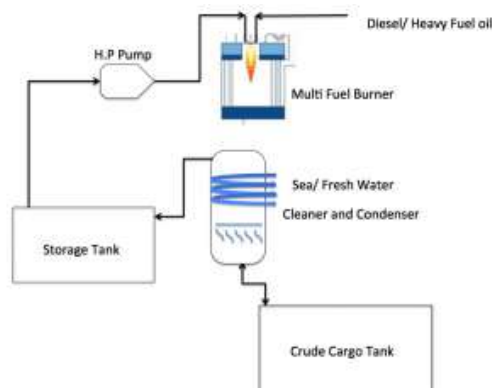 Diesel/ Heavy Fuel oil
H.P Pump
Multi Fuel Burner
Sea/ Fresh Water
Cleaner and Condenser
Storage Tank
Crude Cargo Tank